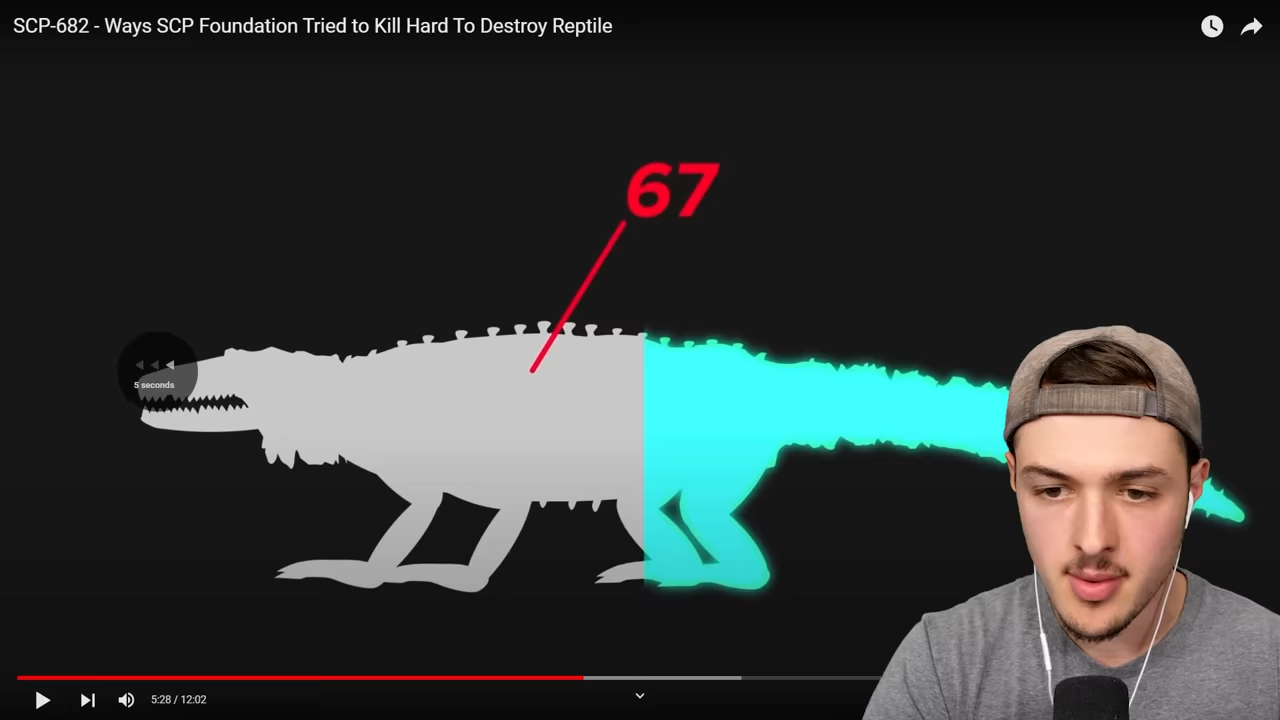 SCP-682 - Ways SCP Foundation Tried to Kill Hard To Destroy Reptile
67
5 seconds
5:28 / 12:02